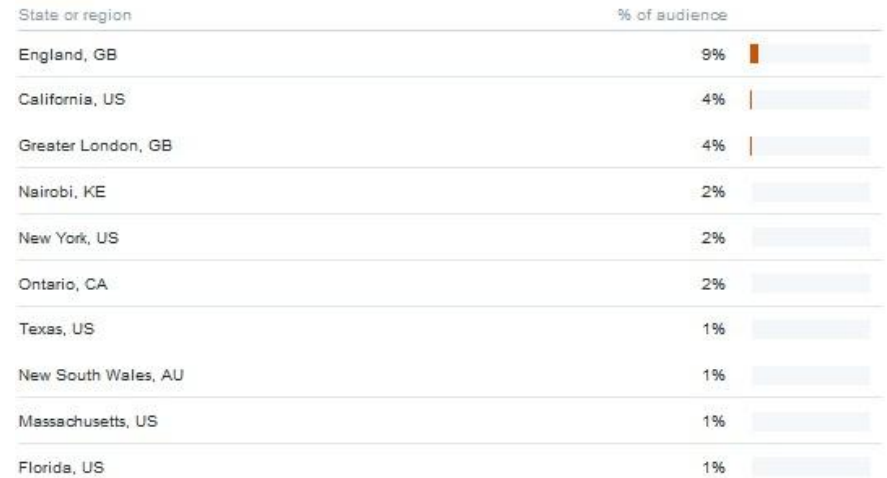 State or region % of audience
England, GB 9%
California, US 4%
Greater London, GB 4%
Nairobi, KE 2%
New York, US 2%
Ontario, CA 2%
Texas, US 1%
New South Wales, AU 1%
Massachusetts, US 1%
Florida, US 1%